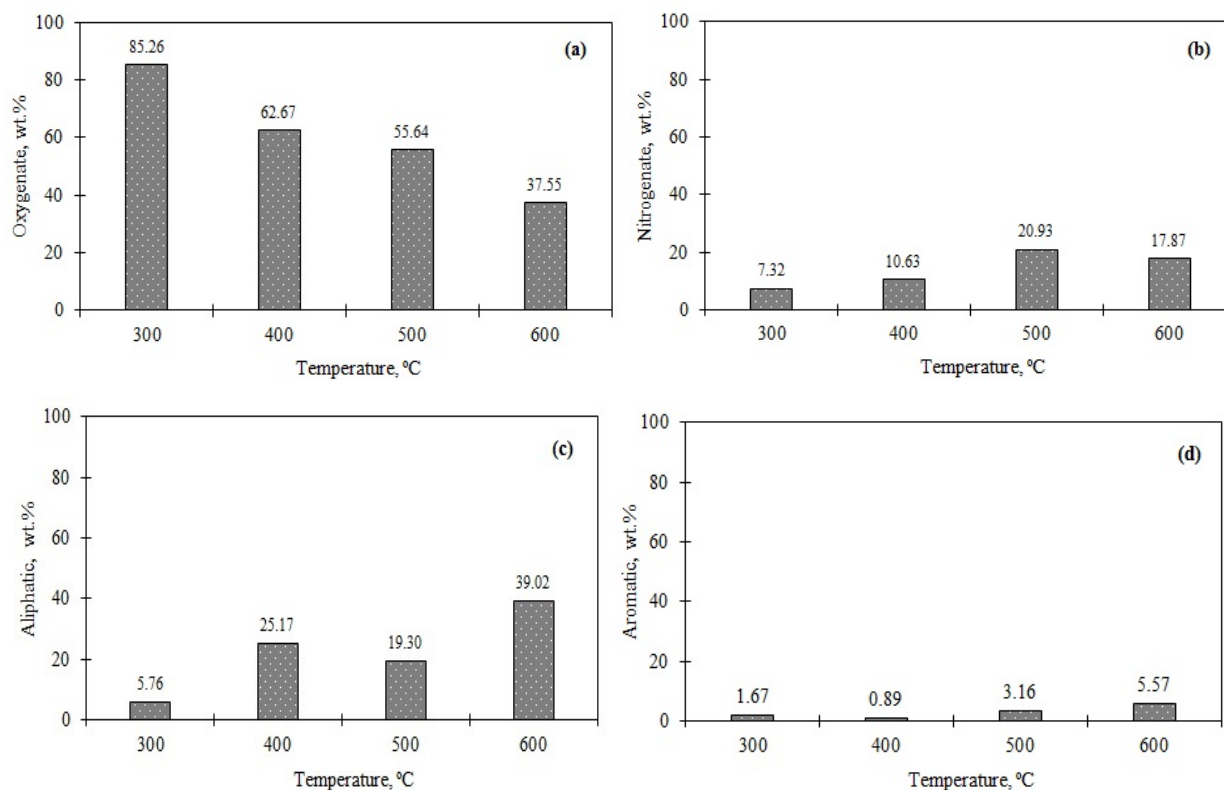 (a)
Oxygenate, wt.%
100
80
60
40
20
0
85.26
62.67
55.64
37.55
300 400 500 600
Temperature, ºC
(b)
Nitrogenate, wt.%
100
80
60
40
20
0
7.32
10.63
20.93
17.87
300 400 500 600
Temperature, ºC
(c)
Aliphatic, wt.%
100
80
60
40
20
0
5.76
25.17
19.30
39.02
300 400 500 600
Temperature, ºC
(d)
Aromatic, wt.%
100
80
60
40
20
0
1.67
0.89
3.16
5.57
300 400 500 600
Temperature, ºC